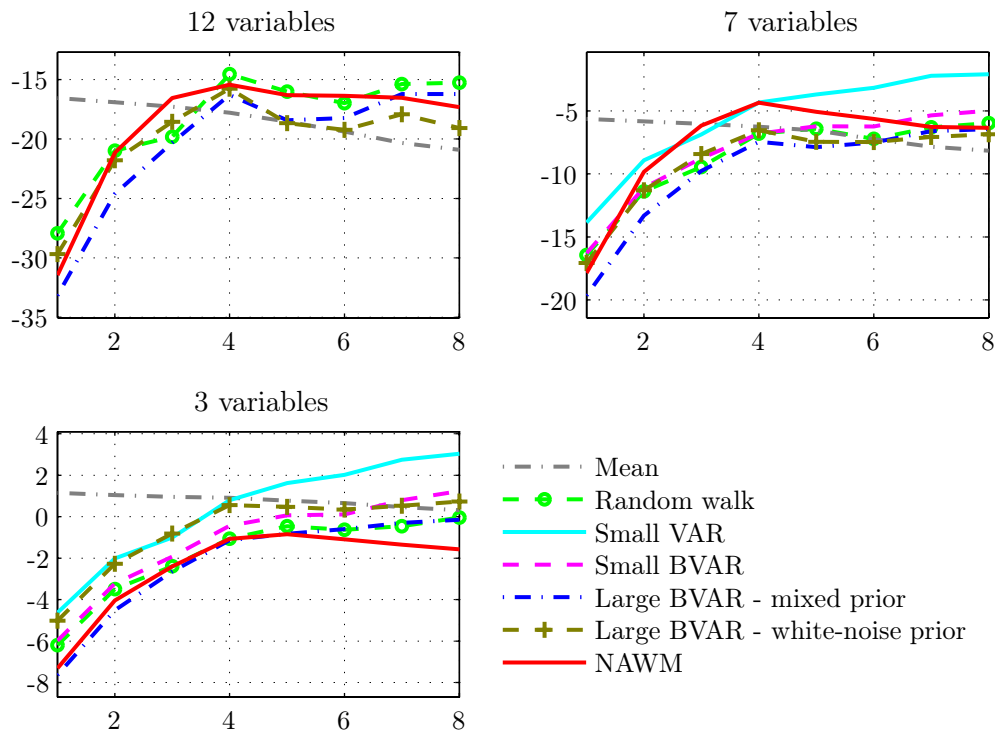 12 variables
-15
-20
-25
-30
-35
2
4
6
8
7 variables
-5
-10
-15
-20
2
4
6
8
3 variables
4
2
0
-2
-4
-6
-8
2
4
6
8
Mean
Random walk
Small VAR
Small BVAR
Large BVAR - mixed prior
Large BVAR - white-noise prior
NAWM